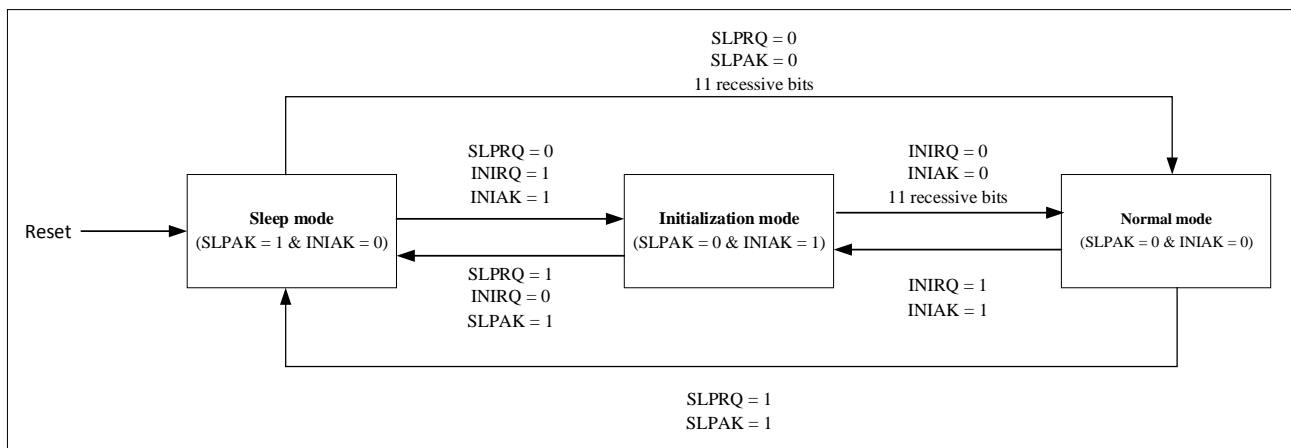 SLPRQ = 0
SLPAK = 0
11 recessive bits
SLPRQ = 0
INIRQ = 1
INIAK = 1
INIRQ = 0
INIAK = 0
11 recessive bits
Reset
Sleep mode
(SLPAK = 1 & INIAK = 0)
Initialization mode
(SLPAK = 0 & INIAK = 1)
Normal mode
(SLPAK = 0 & INIAK = 0)
SLPRQ = 1
INIRQ = 0
SLPAK = 1
INIRQ = 1
INIAK = 1
SLPRQ = 1
SLPAK = 1